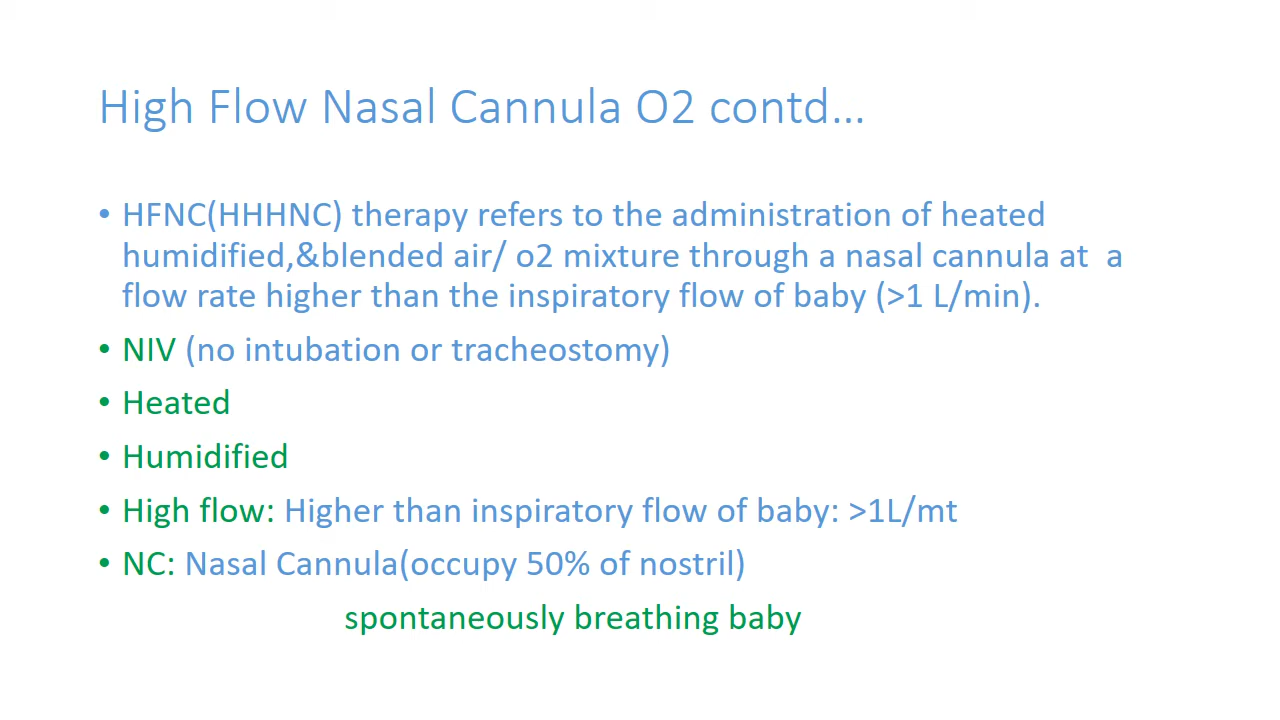 High Flow Nasal Cannula O2 contd...
• HFNC(HHHNC) therapy refers to the administration of heated
humidified,&blended air/ o2 mixture through a nasal cannula at  a
flow rate higher than the inspiratory flow of baby (>1 L/min).
• NIV (no intubation or tracheostomy)
• Heated
• Humidified
• High flow: Higher than inspiratory flow of baby: >1L/mt
• NC: Nasal Cannula(occupy 50% of nostril)
spontaneously breathing baby